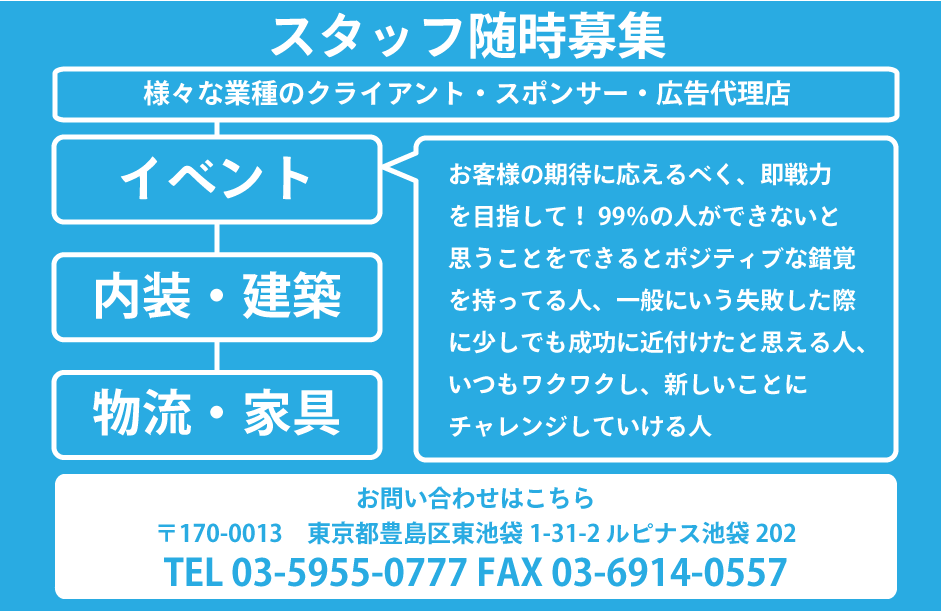 スタッフ随時募集
様々な業種のクライアント・スポンサー・広告代理店
イベント
お客様の期待に応えるべく、即戦力
を目指して！ 99%の人ができないと
思うことをできるとポジティブな錯覚
を持ってる人、一般にいう失敗した際
に少しでも成功に近付けたと思える人、
いつもワクワクし、新しいことに
チャレンジしていける人
内装・建築
物流・家具
お問い合わせはこちら
〒170-0013　東京都豊島区東池袋 1-31-2 ルピナス池袋 202
TEL 03-5955-0777 FAX 03-6914-0557